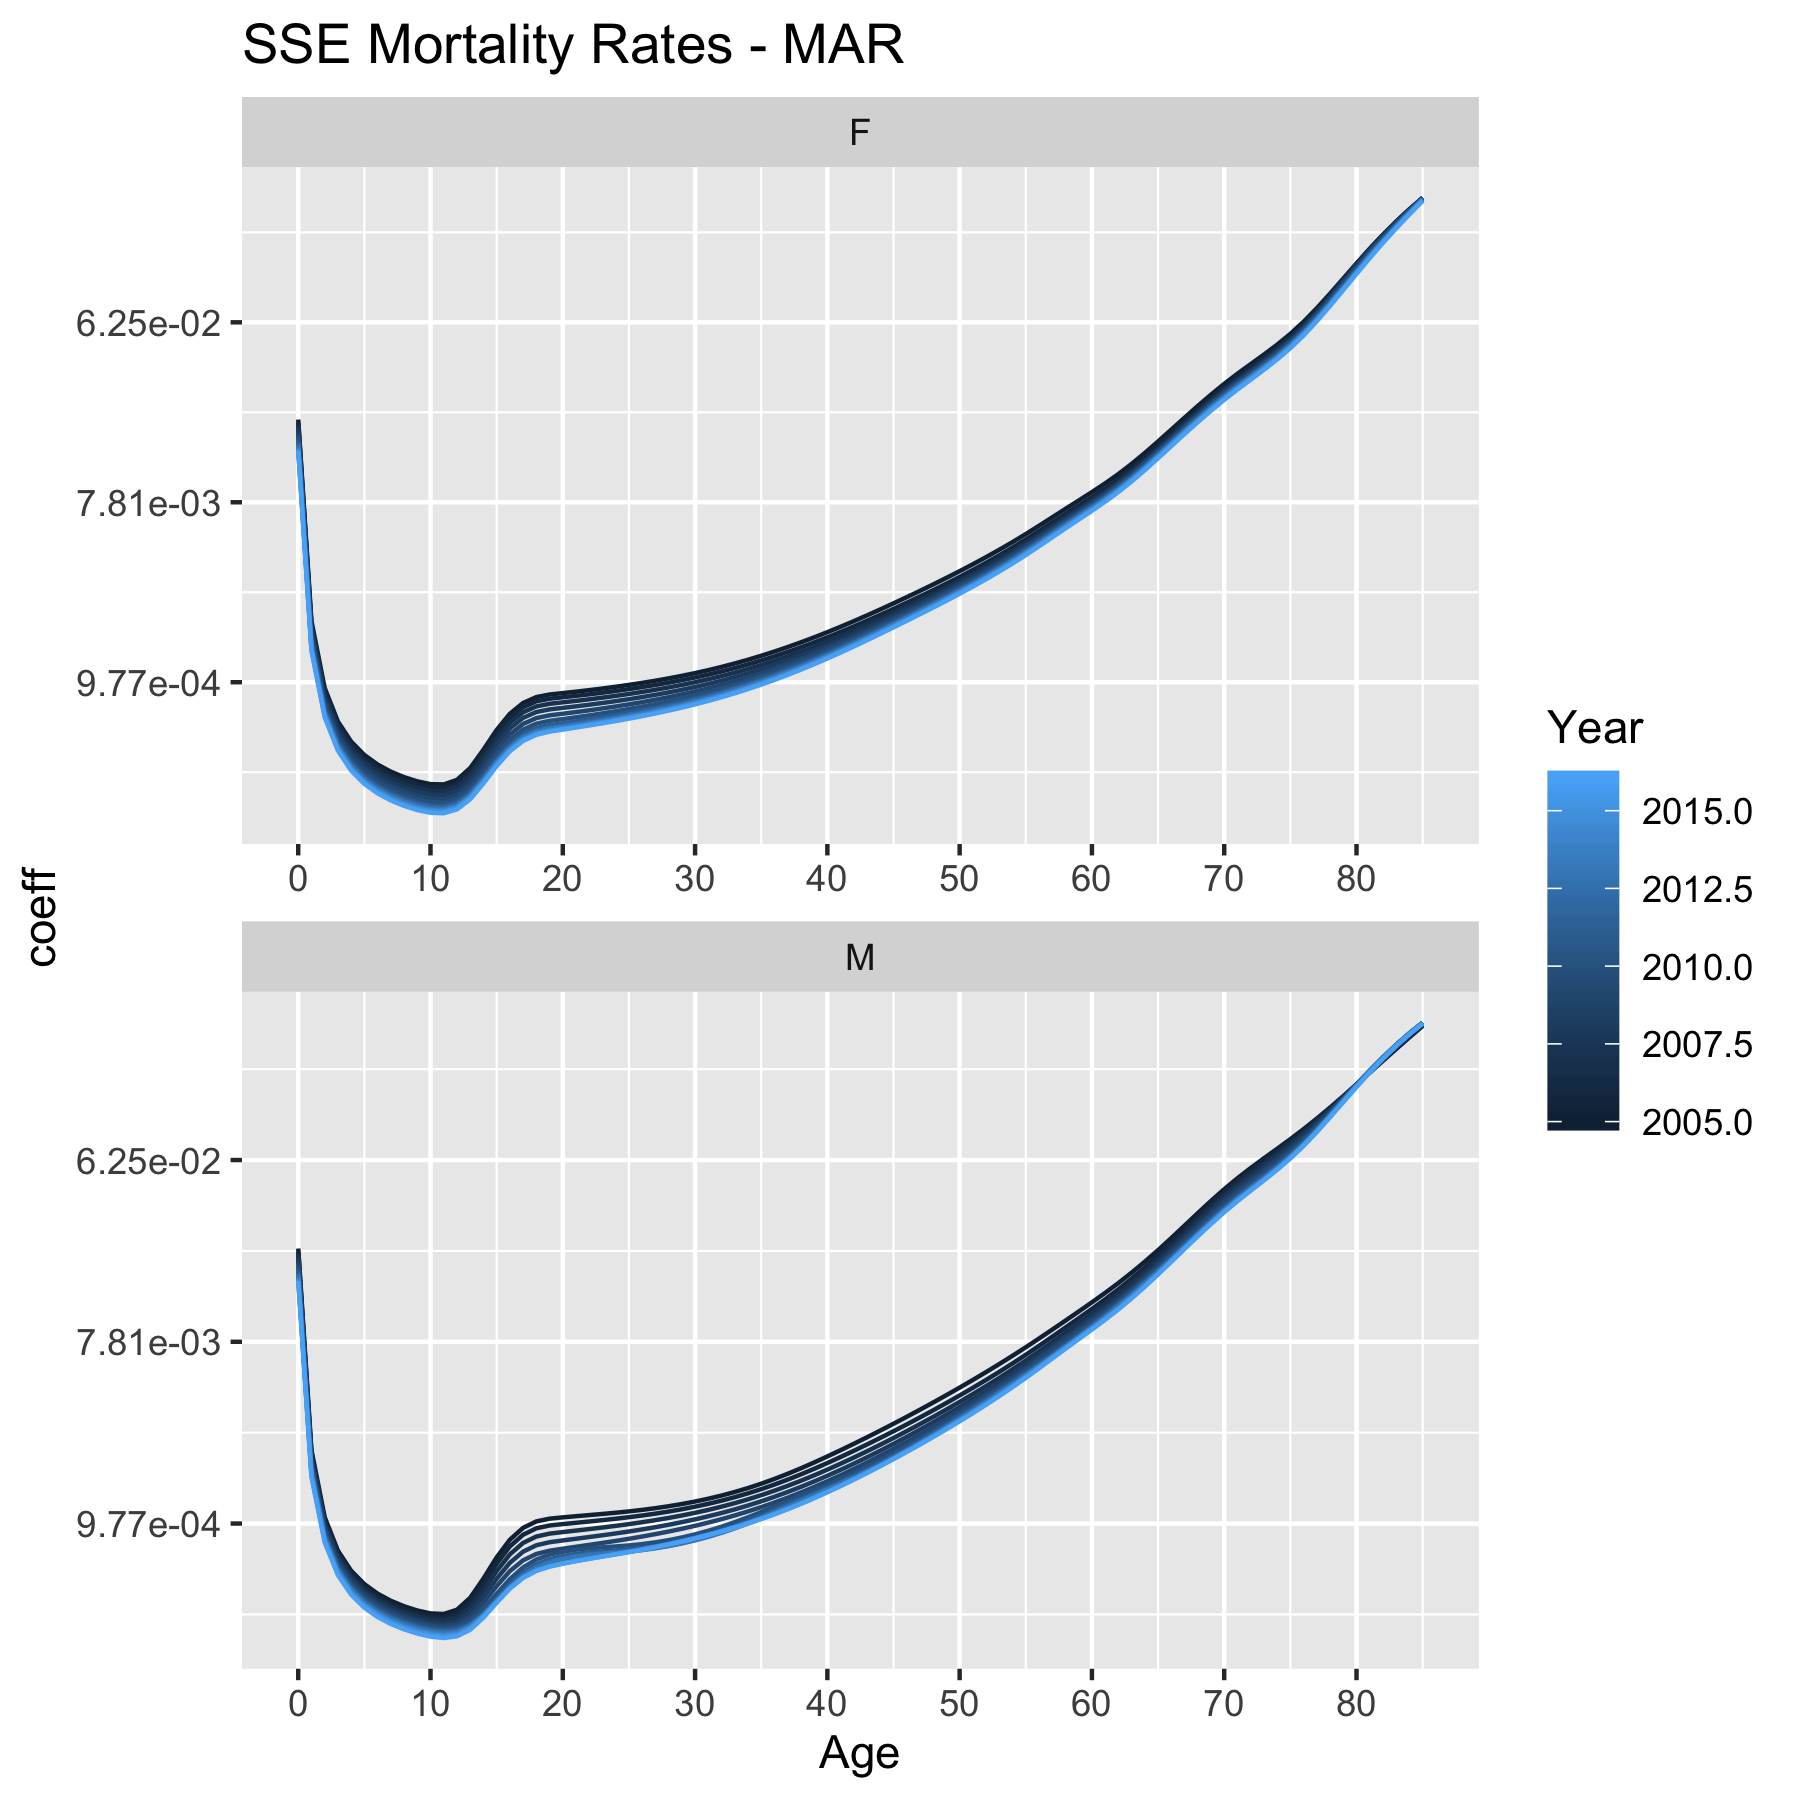 SSE Mortality Rates - MAR
F
6.25e-02
7.81e-03
9.77e-04
0 10 20 30 40 50 60 70 80
coeff
M
6.25e-02
7.81e-03
9.77e-04
0 10 20 30 40 50 60 70 80
Age
Year
2015.0
2012.5
2010.0
2007.5
2005.0